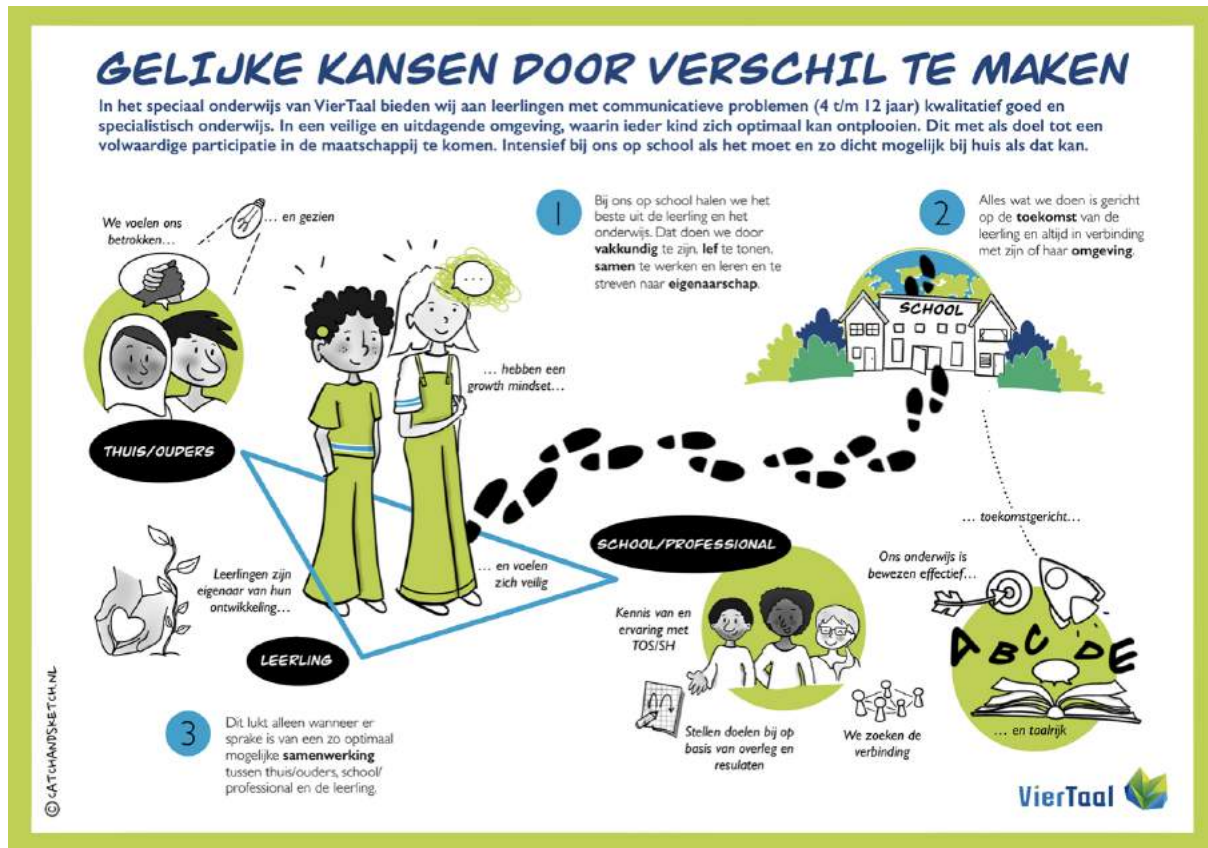 GELIJKE KANSEN DOOR VERSCHIL TE MAKEN
In het speciaal onderwijs van VierTaal bieden wij aan leerlingen met communicatieve problemen (4 t/m 12 jaar) kwalitatief goed en
specialistisch onderwijs. In een veilige en uitdagende omgeving, waarin ieder kind zich optimaal kan ontplooien. Dit met als doel tot een
volwaardige participatie in de maatschappij te komen. Intensief bij ons op school als het moet en zo dicht mogelijk bij huis als dat kan.
We voelen ons
betrokken...
... en gezien
...
1
Bij ons op school halen we het
beste uit de leerling en het
onderwijs. Dat doen we door
vakkundig te zijn, lef te tonen,
samen te werken en leren en te
streven naar eigenaarschap.
2
Alles wat we doen is gericht
op de toekomst van de
leerling en altijd in verbinding
met zijn of haar omgeving.
SCHOOL
... hebben een
growth mindset...
THUIS/OUDERS
Leerlingen zijn
eigenaar van hun
ontwikkeling...
... en voelen
zich veilig
LEERLING
SCHOOL/PROFESSIONAL
Kennis van en
ervaring met
TOS/SH
Stellen doelen bij op
basis van overleg en
resulaten
We zoeken de
verbinding
... toekomstgericht...
Ons onderwijs is
bewezen effectief...
A B C D E
... en taalrijk
3
Dit lukt alleen wanneer er
sprake is van een zo optimaal
mogelijke samenwerking
tussen thuis/ouders, school/
professional en de leerling.
© CATCHANDSKETCH.NL
VierTaal